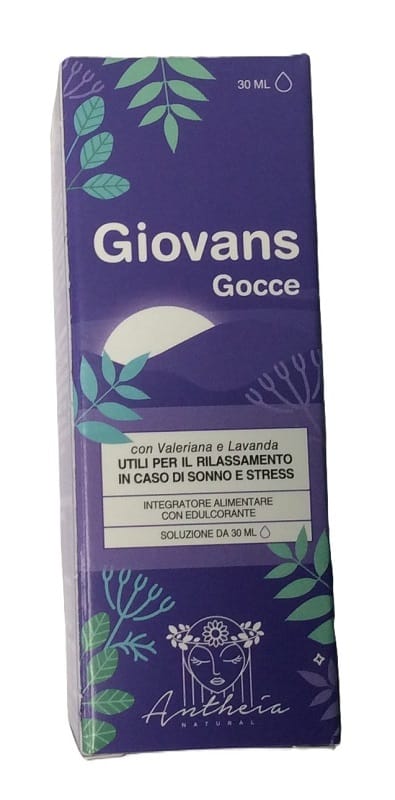 30 ML
Giovans
Gocce
con Valeriana e Lavanda
UTILI PER IL RILASSAMENTO
IN CASO DI SONNO E STRESS
INTEGRATORE ALIMENTARE
CON EDULCORANTE
SOLUZIONE DA 30 ML
Antheia
NATURAL